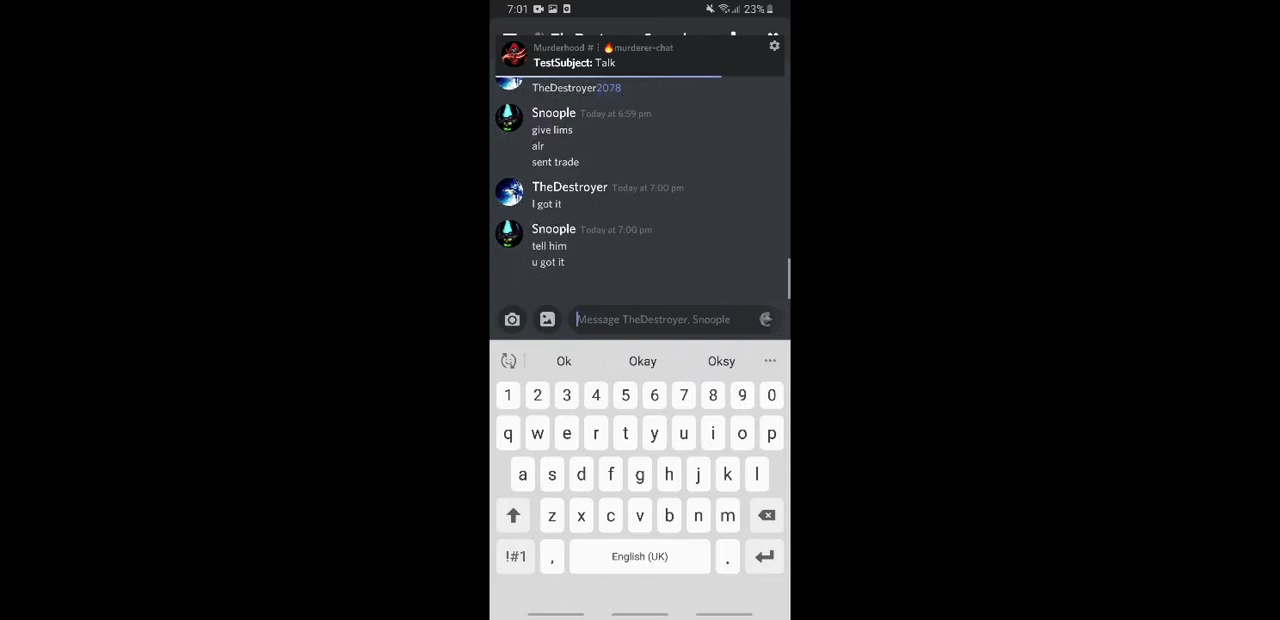 7:01 23%
Murderhood # | 🔥murderer-chat
TestSubject: Talk
TheDestroyer2078
Snoople Today at 6:59 pm
give lims
alr
sent trade
TheDestroyer Today at 7:00 pm
I got it
Snoople Today at 7:00 pm
tell him
u got it
Message TheDestroyer, Snoople
Ok Okay Oksy
1 2 3 4 5 6 7 8 9 0
q w e r t y u i o p
a s d f g h j k l
z x c v b n m
!#1 , English (UK) .